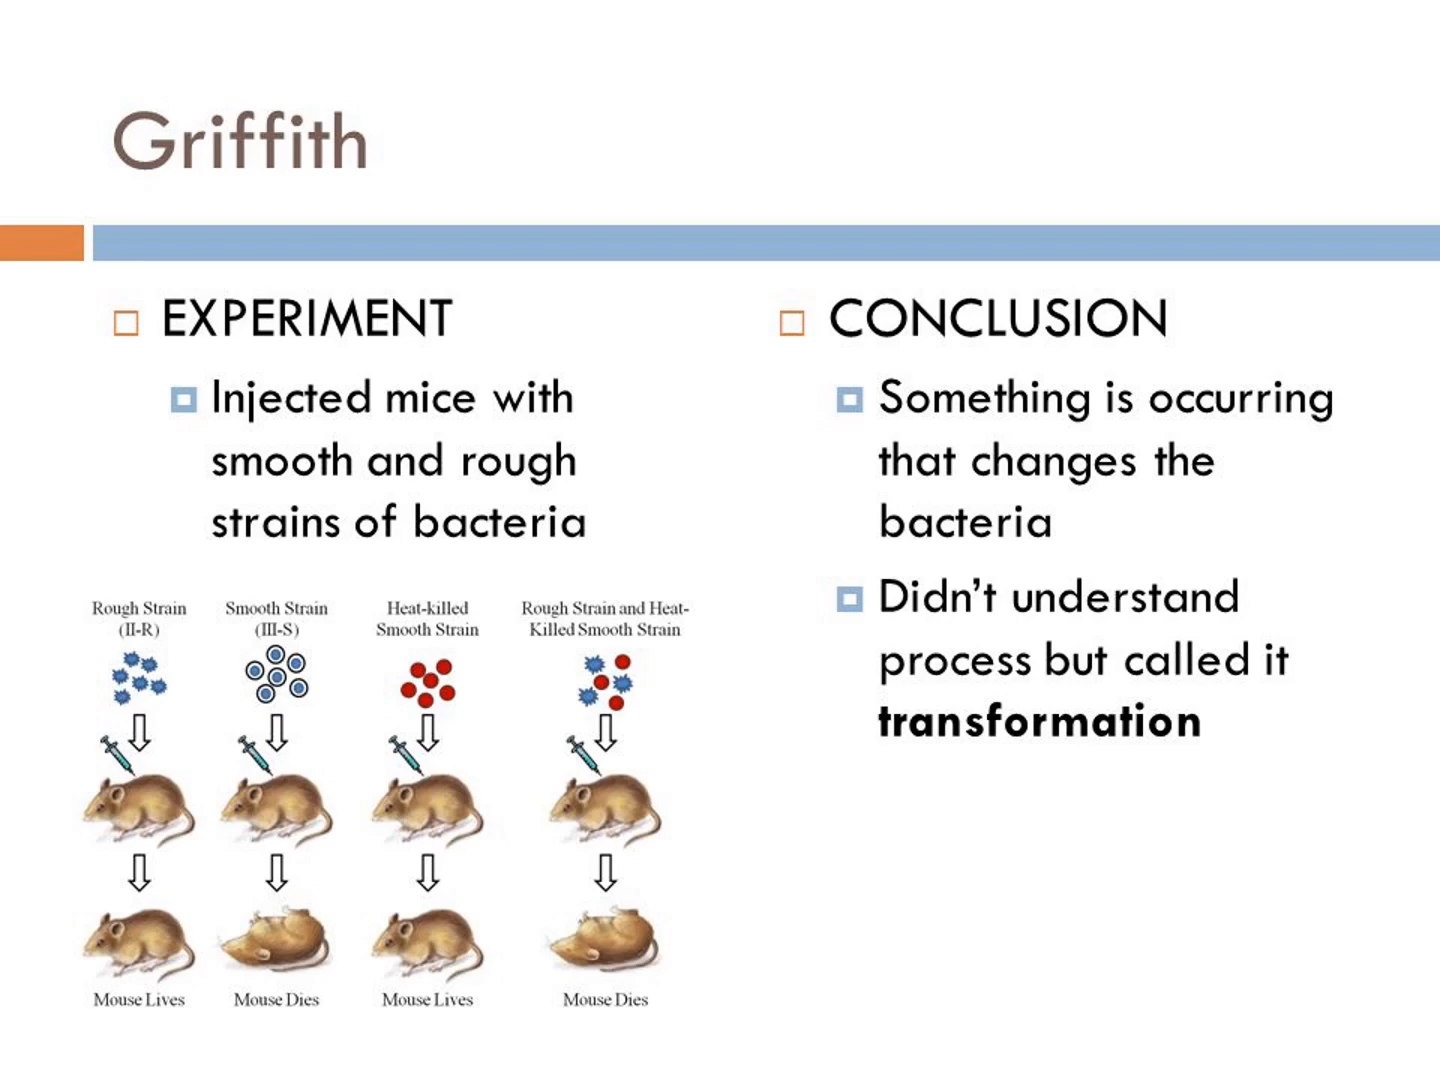 Griffith
EXPERIMENT
Injected mice with
smooth and rough
strains of bacteria
Rough Strain
(II-R)
Smooth Strain
(III-S)
Heat-killed
Smooth Strain
Rough Strain and Heat-
Killed Smooth Strain
Mouse Lives
Mouse Dies
Mouse Lives
Mouse Dies
CONCLUSION
Something is occurring
that changes the
bacteria
Didn’t understand
process but called it
transformation